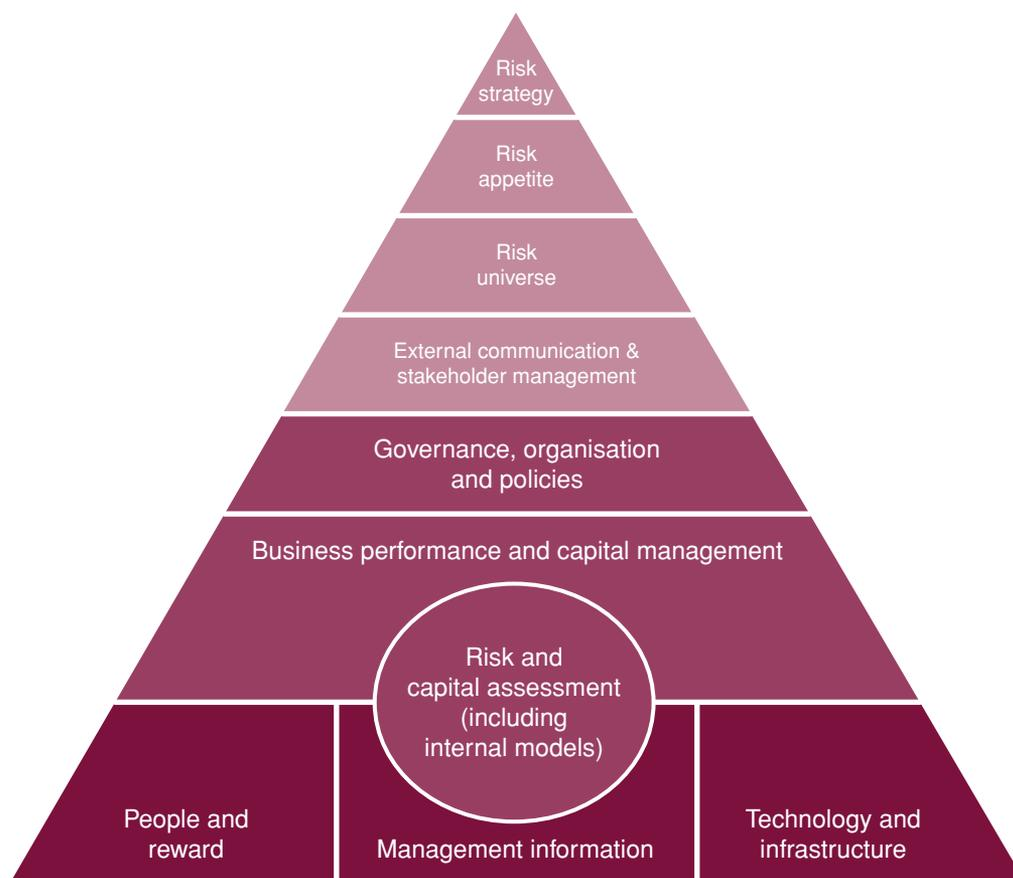 Risk
strategy
Risk
appetite
Risk
universe
External communication &
stakeholder management
Governance, organisation
and policies
Business performance and capital management
Risk and
capital assessment
(including
internal models)
People and
reward
Management information
Technology and
infrastructure